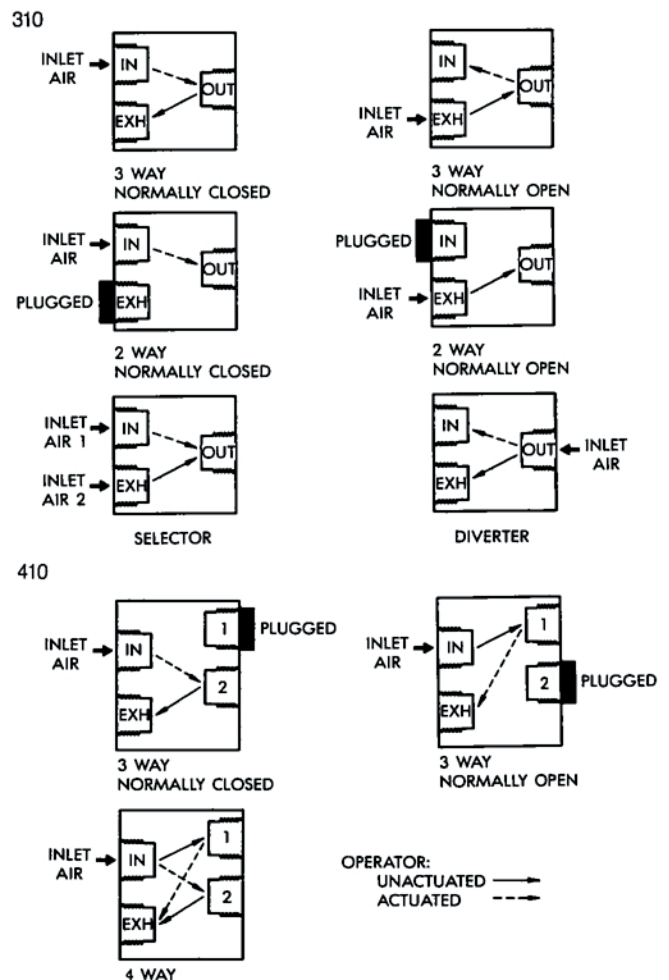 310
INLET
AIR
IN
OUT
EXH
3 WAY
NORMALLY CLOSED
IN
OUT
INLET
AIR
EXH
3 WAY
NORMALLY OPEN
INLET
AIR
IN
OUT
PLUGGED
EXH
2 WAY
NORMALLY CLOSED
PLUGGED
IN
OUT
INLET
AIR
EXH
2 WAY
NORMALLY OPEN
INLET
AIR 1
IN
OUT
INLET
AIR 2
EXH
SELECTOR
IN
OUT
INLET
AIR
EXH
DIVERTER
410
1
PLUGGED
INLET
AIR
IN
2
EXH
3 WAY
NORMALLY CLOSED
1
INLET
AIR
IN
2
PLUGGED
EXH
3 WAY
NORMALLY OPEN
1
INLET
AIR
IN
2
EXH
4 WAY
OPERATOR:
UNACTUATED
ACTUATED